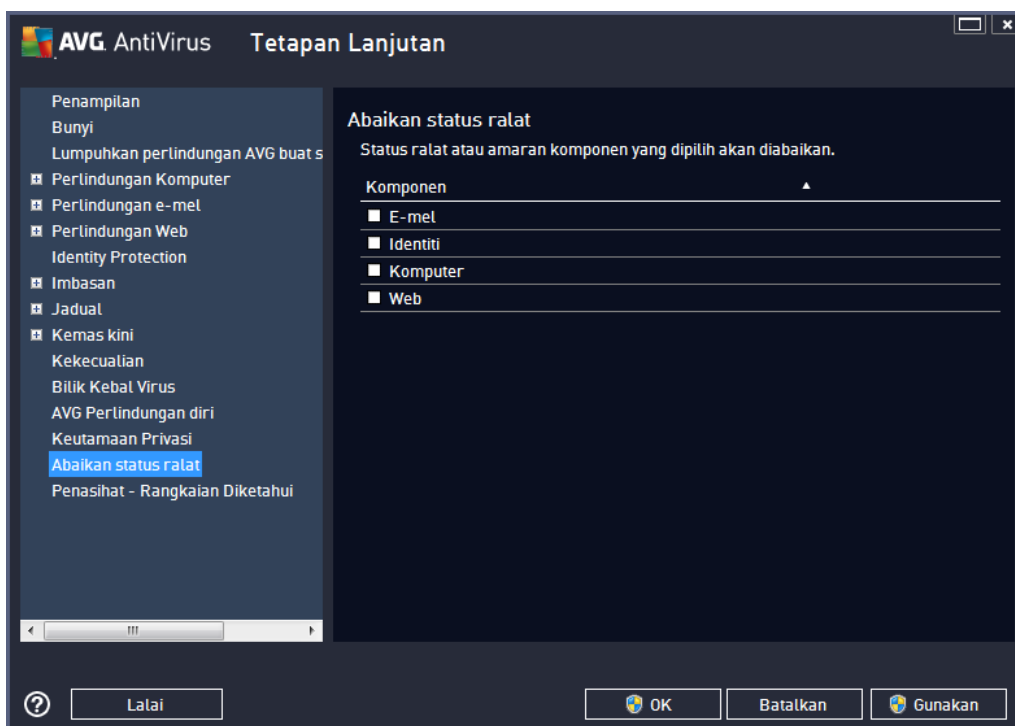 AVG. AntiVirus Tetapan Lanjutan
Penampilan
Bunyi
Lumpuhkan perlindungan AVG buat s
Perlindungan Komputer
Perlindungan e-mel
Perlindungan Web
Identity Protection
Imbasan
Jadual
Kemas kini
Kekecualian
Bilik Kebal Virus
AVG Perlindungan diri
Keutamaan Privasi
Abaikan status ralat
Penasihat - Rangkaian Diketahui
Abaikan status ralat
Status ralat atau amaran komponen yang dipilih akan diabaikan.
Komponen
E-mel
Identiti
Komputer
Web
Lalai
OK
Batalkan
Gunakan